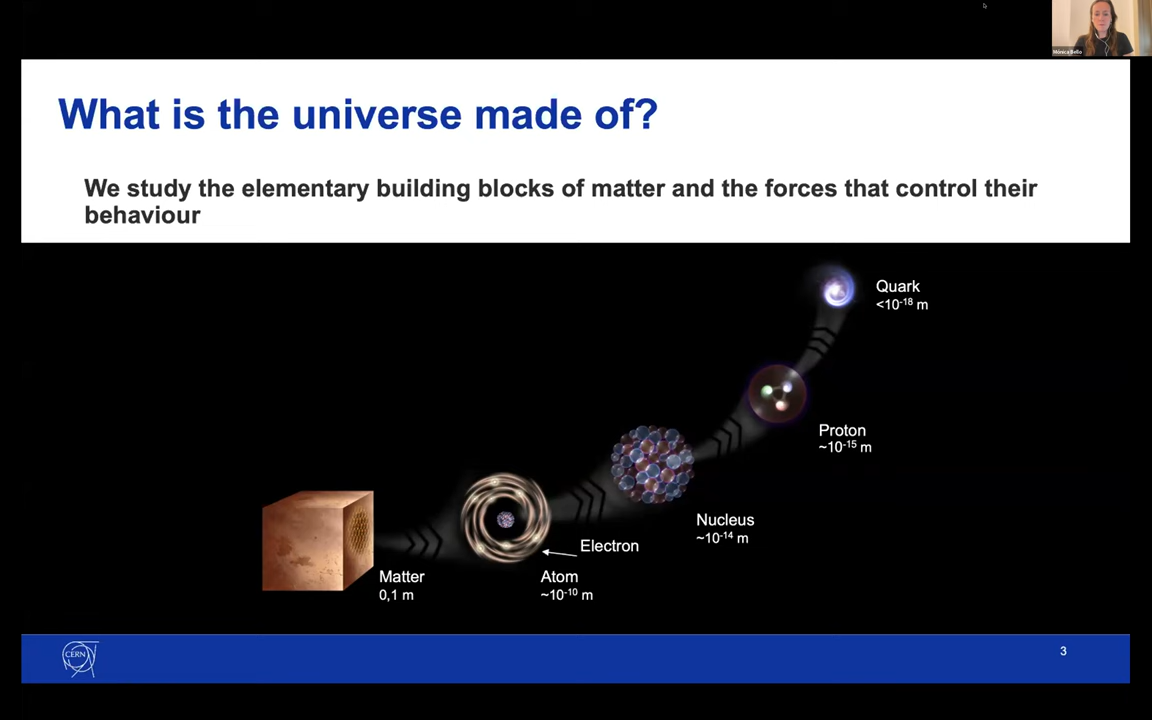 Mónica Bello
What is the universe made of?
We study the elementary building blocks of matter and the forces that control their
behaviour
Quark
<10⁻¹⁸ m
Proton
~10⁻¹⁵ m
Nucleus
~10⁻¹⁴ m
Electron
Matter
0,1 m
Atom
~10⁻¹⁰ m
CERN
3